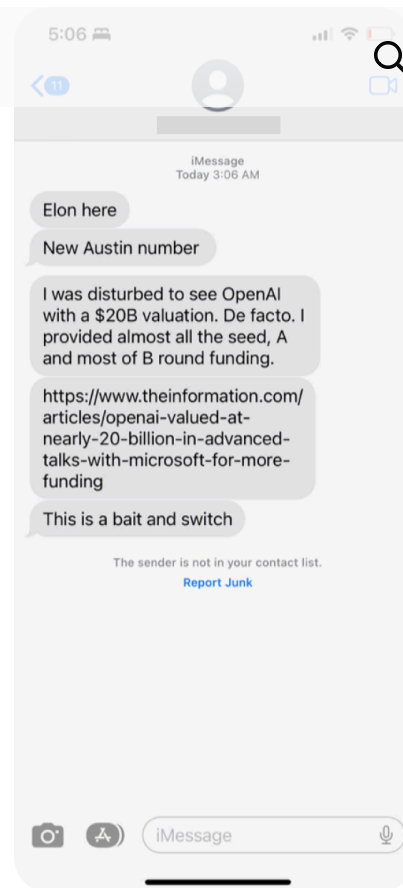 5:06
11
iMessage
Today 3:06 AM
Elon here
New Austin number
I was disturbed to see OpenAI
with a $20B valuation. De facto. I
provided almost all the seed, A
and most of B round funding.
https://www.theinformation.com/
articles/openai-valued-at-
nearly-20-billion-in-advanced-
talks-with-microsoft-for-more-
funding
This is a bait and switch
The sender is not in your contact list.
Report Junk
iMessage